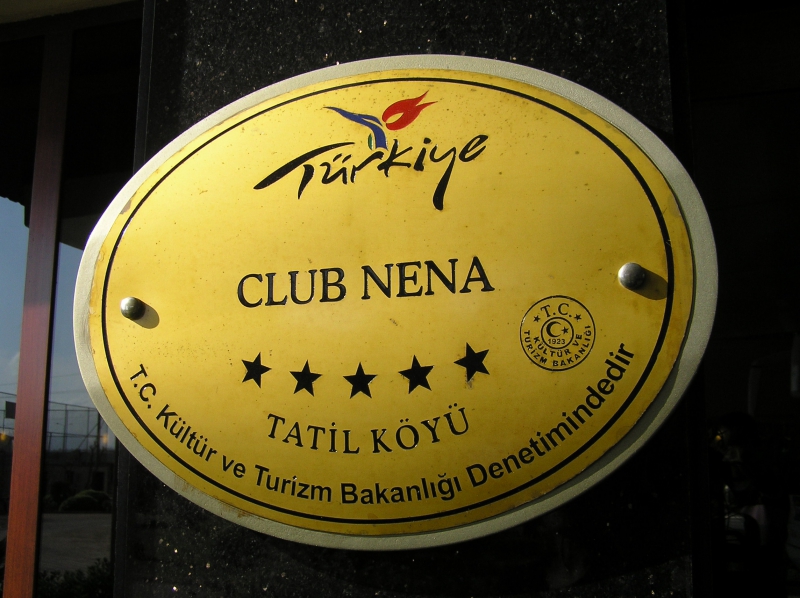 Türkiye
CLUB NENA
T.C.
1923
KÜLTÜR VE
TURİZM BAKANLIĞI
★ ★ ★ ★ ★
TATİL KÖYÜ
T.C. Kültür ve Turizm Bakanlığı Denetimindedir